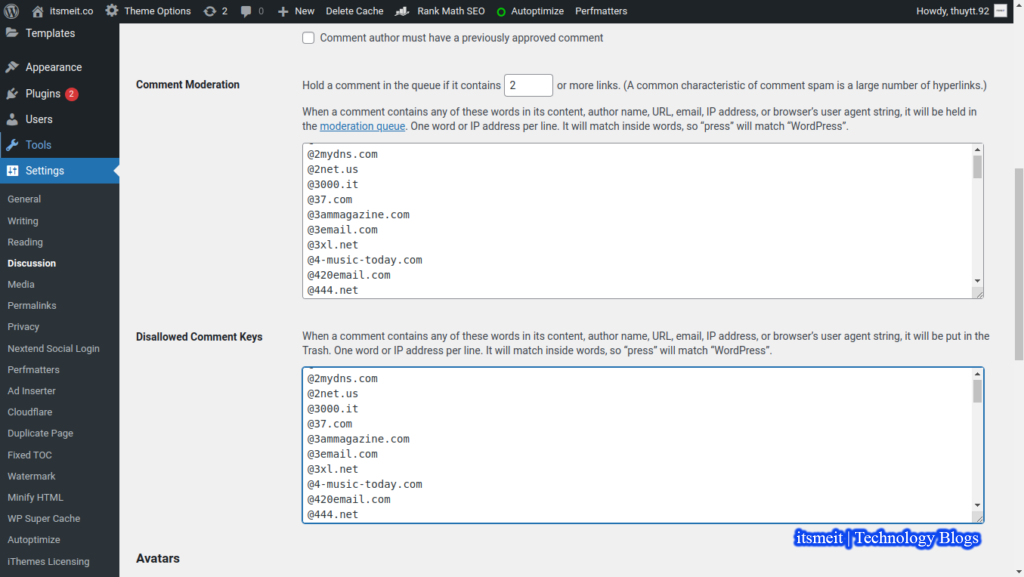 itsmeit.co Theme Options 2 0 New Delete Cache Rank Math SEO Autoptimize Perfmatters Howdy, thuytt.92
Templates
Appearance
Plugins 2
Users
Tools
Settings
General
Writing
Reading
Discussion
Media
Permalinks
Privacy
Nextend Social Login
Perfmatters
Ad Inserter
Cloudflare
Duplicate Page
Fixed TOC
Watermark
Minify HTML
WP Super Cache
Autoptimize
iThemes Licensing
Comment author must have a previously approved comment
Comment Moderation
Hold a comment in the queue if it contains 2 or more links. (A common characteristic of comment spam is a large number of hyperlinks.)
When a comment contains any of these words in its content, author name, URL, email, IP address, or browser’s user agent string, it will be held in
the moderation queue. One word or IP address per line. It will match inside words, so “press” will match “WordPress”.
@2mydns.com
@2net.us
@3000.it
@37.com
@3ammagazine.com
@3email.com
@3xl.net
@4-music-today.com
@420email.com
@444.net
Disallowed Comment Keys
When a comment contains any of these words in its content, author name, URL, email, IP address, or browser’s user agent string, it will be put in the
Trash. One word or IP address per line. It will match inside words, so “press” will match “WordPress”.
@2mydns.com
@2net.us
@3000.it
@37.com
@3ammagazine.com
@3email.com
@3xl.net
@4-music-today.com
@420email.com
@444.net
itsmeit | Technology Blogs
Avatars